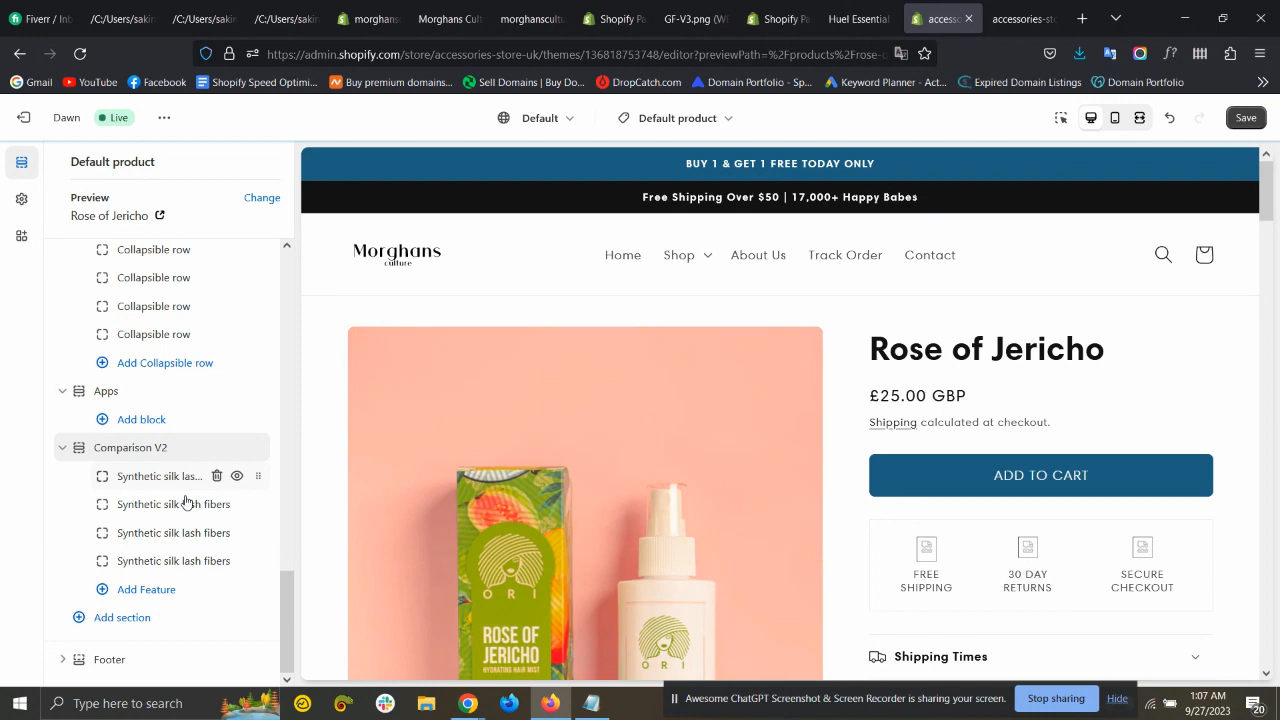 /C/Users/akin
/C/Users/sakin
/C/Users/sakin
morghans
Morghans Cult
Shopify Pa
GF-V3.png (W
Shopify Pa
Huel Essential
accesso
accessories-sto
https://admin.shopify.com/store/accessories-store-uk/themes/136818753748/editor?previewPath=%2Fproducts%2Frose-o
Gmail
YouTube
Facebook
Shopify Speed Optimi...
Buy premium domains...
Sell Domains | Buy Do...
DropCatch.com
Domain Portfolio - Sp...
Keyword Planner - Act...
Expired Domain Listings
Domain Portfolio
Dawn
Live
Default
Default product
Save
Default product
Preview
Change
Rose of Jericho
Collapsible row
Collapsible row
Collapsible row
Collapsible row
Add Collapsible row
Apps
Add block
Comparison V2
Synthetic silk las...
Synthetic silk lash fibers
Synthetic silk lash fibers
Synthetic silk lash fibers
Add Feature
Add section
Footer
BUY 1 & GET 1 FREE TODAY ONLY
Free Shipping Over $50 | 17,000+ Happy Babes
Morghans
culture
Home
Shop
About Us
Track Order
Contact
ORI
ROSE OF
JERICHO
HYDRATING HAIR MIST
ORI
Rose of Jericho
£25.00 GBP
Shipping calculated at checkout.
ADD TO CART
FREE
SHIPPING
30 DAY
RETURNS
SECURE
CHECKOUT
Shipping Times
Type here to search
Awesome ChatGPT Screenshot & Screen Recorder is sharing your screen.
Stop sharing
Hide
1:07 AM
9/27/2023
20